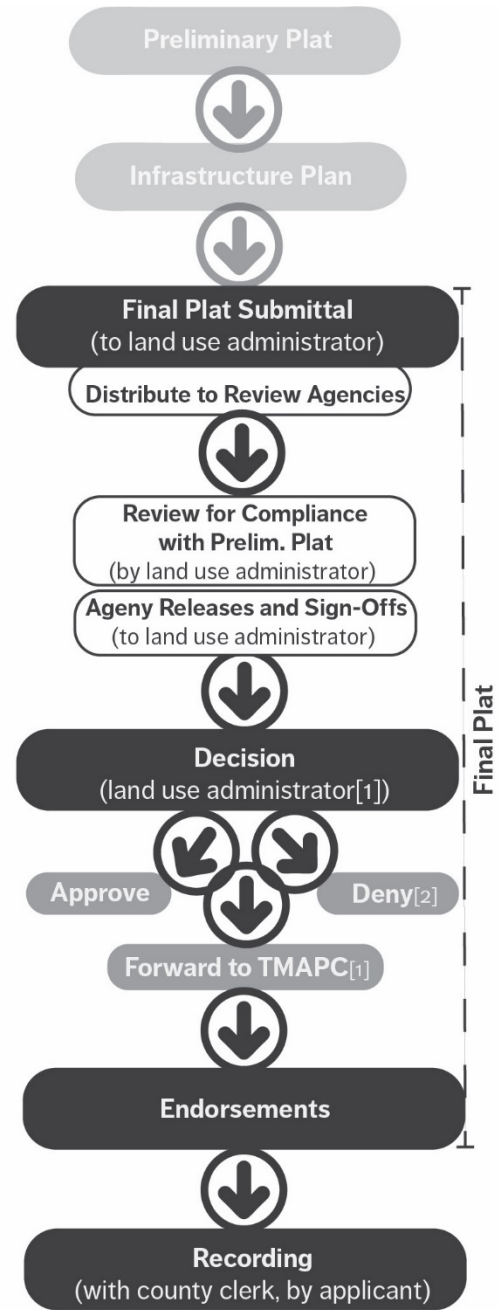 Preliminary Plat
Infrastructure Plan
Final Plat Submittal
(to land use administrator)
Distribute to Review Agencies
Review for Compliance
with Prelim. Plat
(by land use administrator)
Ageny Releases and Sign-Offs
(to land use administrator)
Decision
(land use administrator[1])
Approve
Deny[2]
Forward to TMAPC[1]
Endorsements
Recording
(with county clerk, by applicant)
Final Plat